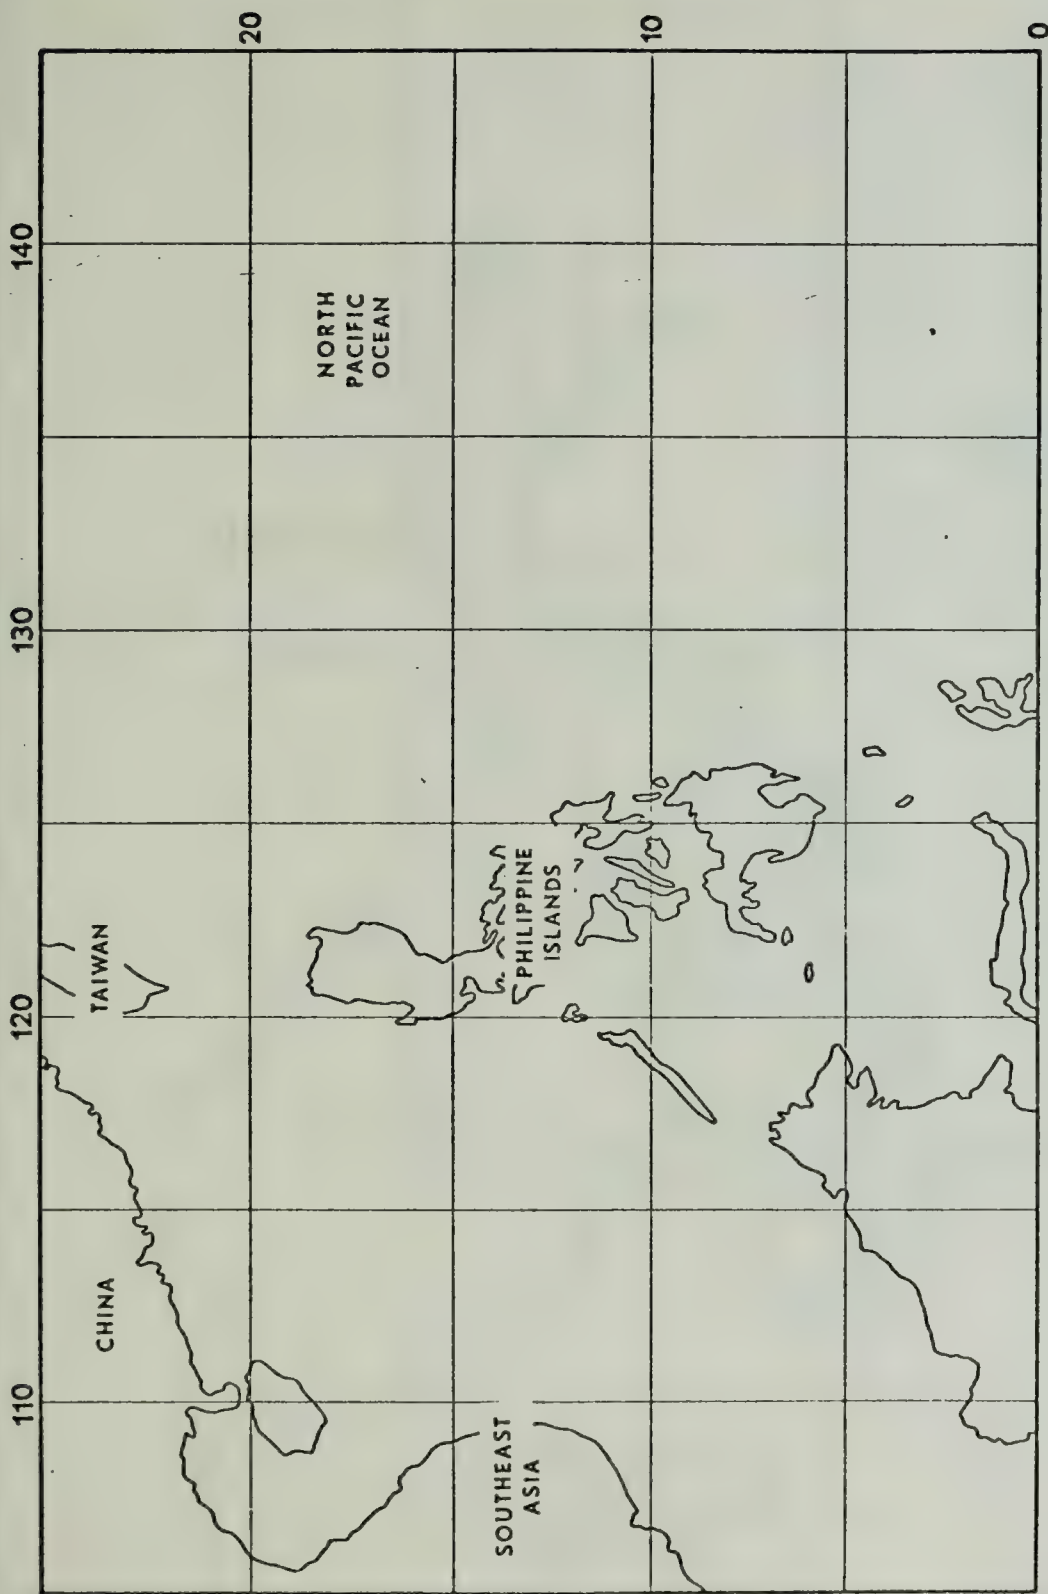 110
120
130
140
20
10
0
CHINA
TAIWAN
NORTH
PACIFIC
OCEAN
PHILIPPINE
ISLANDS
SOUTHEAST
ASIA